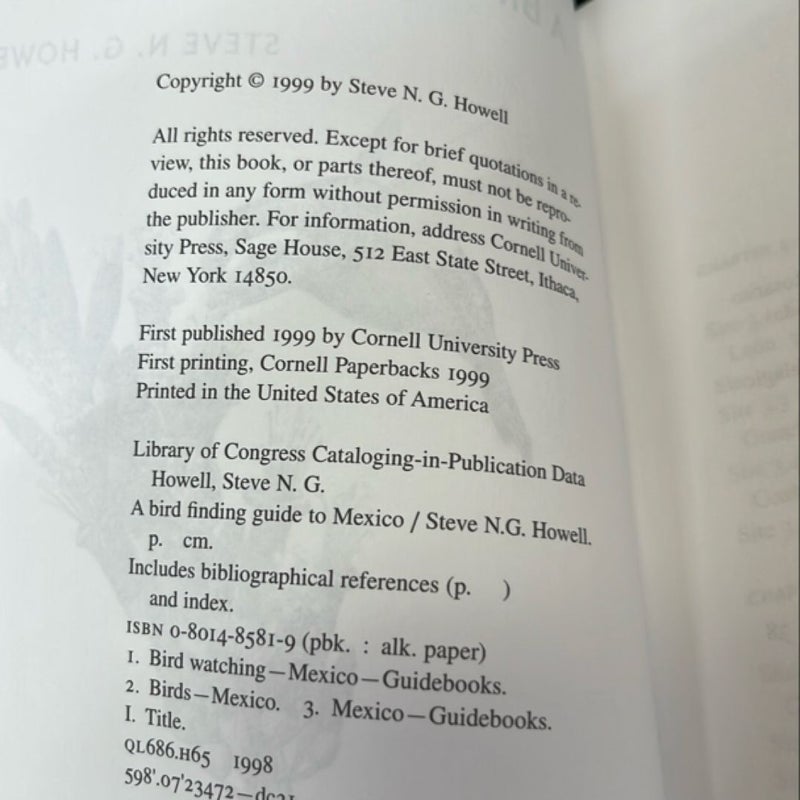 STEVE N. G. HOWE
Copyright © 1999 by Steve N. G. Howell
All rights reserved. Except for brief quotations in a re-
view, this book, or parts thereof, must not be repro-
duced in any form without permission in writing from
the publisher. For information, address Cornell Univer-
sity Press, Sage House, 512 East State Street, Ithaca,
New York 14850.
First published 1999 by Cornell University Press
First printing, Cornell Paperbacks 1999
Printed in the United States of America
Library of Congress Cataloging-in-Publication Data
Howell, Steve N. G.
A bird finding guide to Mexico / Steve N.G. Howell.
p. cm.
Includes bibliographical references (p. )
and index.
ISBN 0-8014-8581-9 (pbk. : alk. paper)
1. Bird watching—Mexico—Guidebooks.
2. Birds—Mexico. 3. Mexico—Guidebooks.
I. Title.
QL686.H65 1998
598'.07'23472—dc21